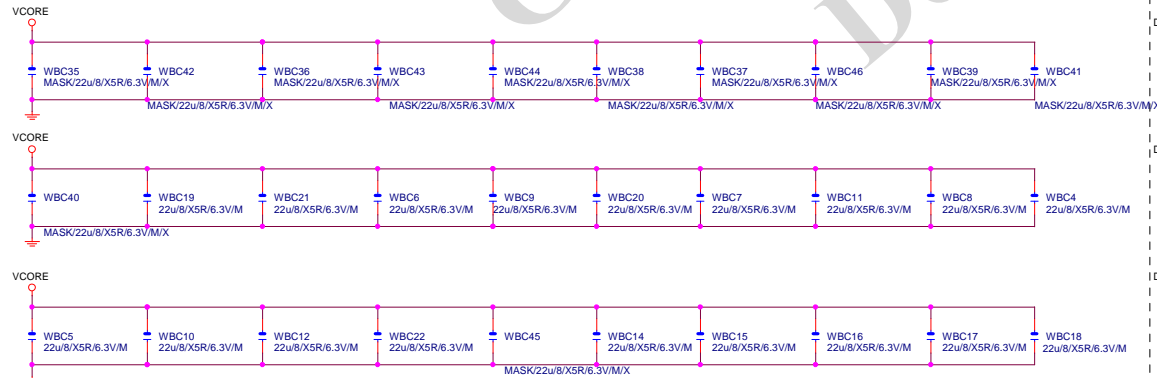 VCORE
WBC35 WBC42 WBC36 WBC43 WBC44 WBC38 WBC37 WBC46 WBC39 WBC41
MASK/22u/8/X5R/6.3V/M/X MASK/22u/8/X5R/6.3V/M/X MASK/22u/8/X5R/6.3V/M/X MASK/22u/8/X5R/6.3V/M/X MASK/22u/8/X5R/6.3V/M/X
MASK/22u/8/X5R/6.3V/M/X MASK/22u/8/X5R/6.3V/M/X MASK/22u/8/X5R/6.3V/M/X MASK/22u/8/X5R/6.3V/M/X MASK/22u/8/X5R/6.3V/M/X
VCORE
WBC40 WBC19 WBC21 WBC6 WBC9 WBC20 WBC7 WBC11 WBC8 WBC4
22u/8/X5R/6.3V/M 22u/8/X5R/6.3V/M 22u/8/X5R/6.3V/M 22u/8/X5R/6.3V/M 22u/8/X5R/6.3V/M 22u/8/X5R/6.3V/M 22u/8/X5R/6.3V/M 22u/8/X5R/6.3V/M 22u/8/X5R/6.3V/M
MASK/22u/8/X5R/6.3V/M/X
VCORE
WBC5 WBC10 WBC12 WBC22 WBC45 WBC14 WBC15 WBC16 WBC17 WBC18
22u/8/X5R/6.3V/M 22u/8/X5R/6.3V/M 22u/8/X5R/6.3V/M 22u/8/X5R/6.3V/M 22u/8/X5R/6.3V/M 22u/8/X5R/6.3V/M 22u/8/X5R/6.3V/M 22u/8/X5R/6.3V/M 22u/8/X5R/6.3V/M
MASK/22u/8/X5R/6.3V/M/X